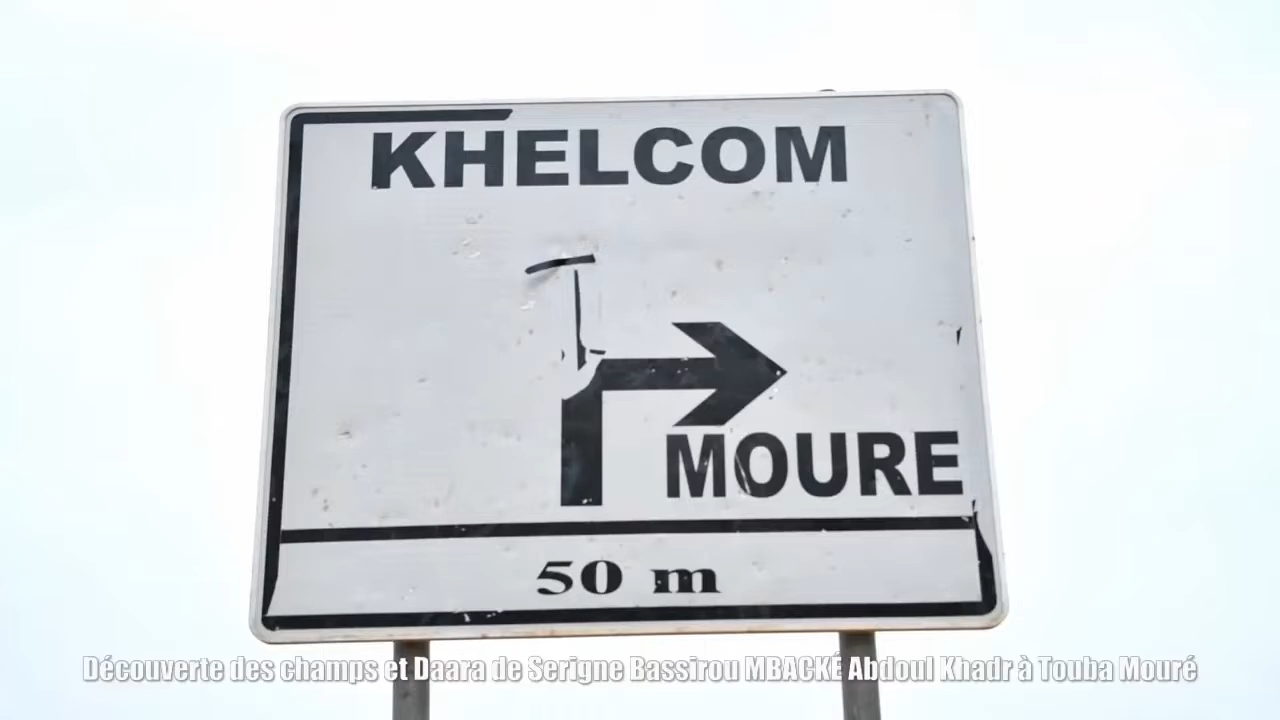 KHELCOM
MOURE
50 m
Découverte des champs et Daara de Serigne Bassirou MBACKÉ Abdoul Khadr à Touba Mouré